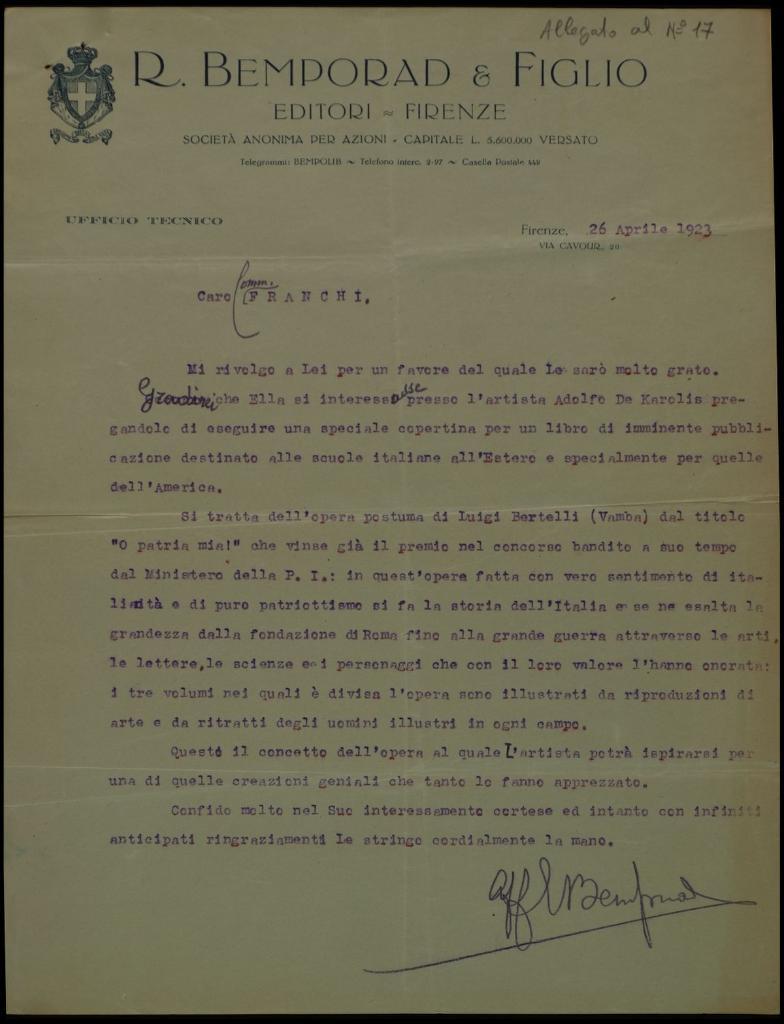 Allegato al Nº 17
R. BEMPORAD & FIGLIO
EDITORI ~ FIRENZE
SOCIETÀ ANONIMA PER AZIONI - CAPITALE L. 5.600.000 VERSATO
Telegrammi: BEMPOLIB ~ Telefono interc. 2-27 ~ Casella Postale 449
UFFICIO TECNICO
Firenze, 26 Aprile 1923
VIA CAVOUR, 20
Caro Comm. FRANCHI,
Mi rivolgo a Lei per un favore del quale Le sarò molto grato.
Gradirei che Ella si interessasse presso l'artista Adolfo De Karolis pre-
gandolo di eseguire una speciale copertina per un libro di imminente pubbli-
cazione destinato alle scuole italiane all'Estero e specialmente per quelle
dell'America.
Si tratta dell'opera postuma di Luigi Bertelli (Vamba) dal titolo
"O patria mia!" che vinse già il premio nel concorso bandito a suo tempo
dal Ministero della P. I.: in quest'opera fatta con vero sentimento di ita-
lianità e di puro patriottismo si fa la storia dell'Italia e se ne esalta la
grandezza dalla fondazione di Roma fino alla grande guerra attraverso le arti,
le lettere, le scienze e i personaggi che con il loro valore l'hanno onorata:
i tre volumi nei quali è divisa l'opera sono illustrati da riproduzioni di
arte e da ritratti degli uomini illustri in ogni campo.
Questo il concetto dell'opera al quale L'artista potrà ispirarsi per
una di quelle creazioni geniali che tanto lo fanno apprezzato.
Confido molto nel Suo interessamento cortese ed intanto con infiniti
anticipati ringraziamenti Le stringo cordialmente la mano.
Bemporad